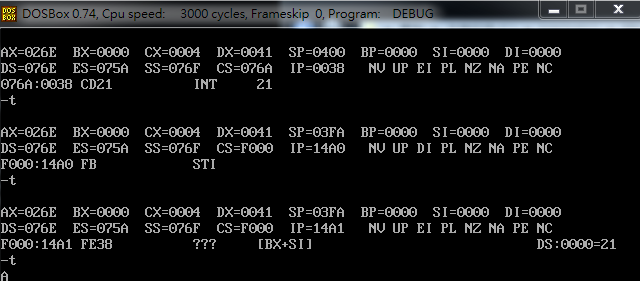 DOS BOX DOSBox 0.74, Cpu speed: 3000 cycles, Frameskip 0, Program: DEBUG
AX=026E BX=0000 CX=0004 DX=0041 SP=0400 BP=0000 SI=0000 DI=0000
DS=076E ES=075A SS=076F CS=076A IP=0038 NV UP EI PL NZ NA PE NC
076A:0038 CD21 INT 21
-t
AX=026E BX=0000 CX=0004 DX=0041 SP=03FA BP=0000 SI=0000 DI=0000
DS=076E ES=075A SS=076F CS=F000 IP=14A0 NV UP DI PL NZ NA PE NC
F000:14A0 FB STI
-t
AX=026E BX=0000 CX=0004 DX=0041 SP=03FA BP=0000 SI=0000 DI=0000
DS=076E ES=075A SS=076F CS=F000 IP=14A1 NV UP EI PL NZ NA PE NC
F000:14A1 FE38 ??? [BX+SI] DS:0000=21
-t
A